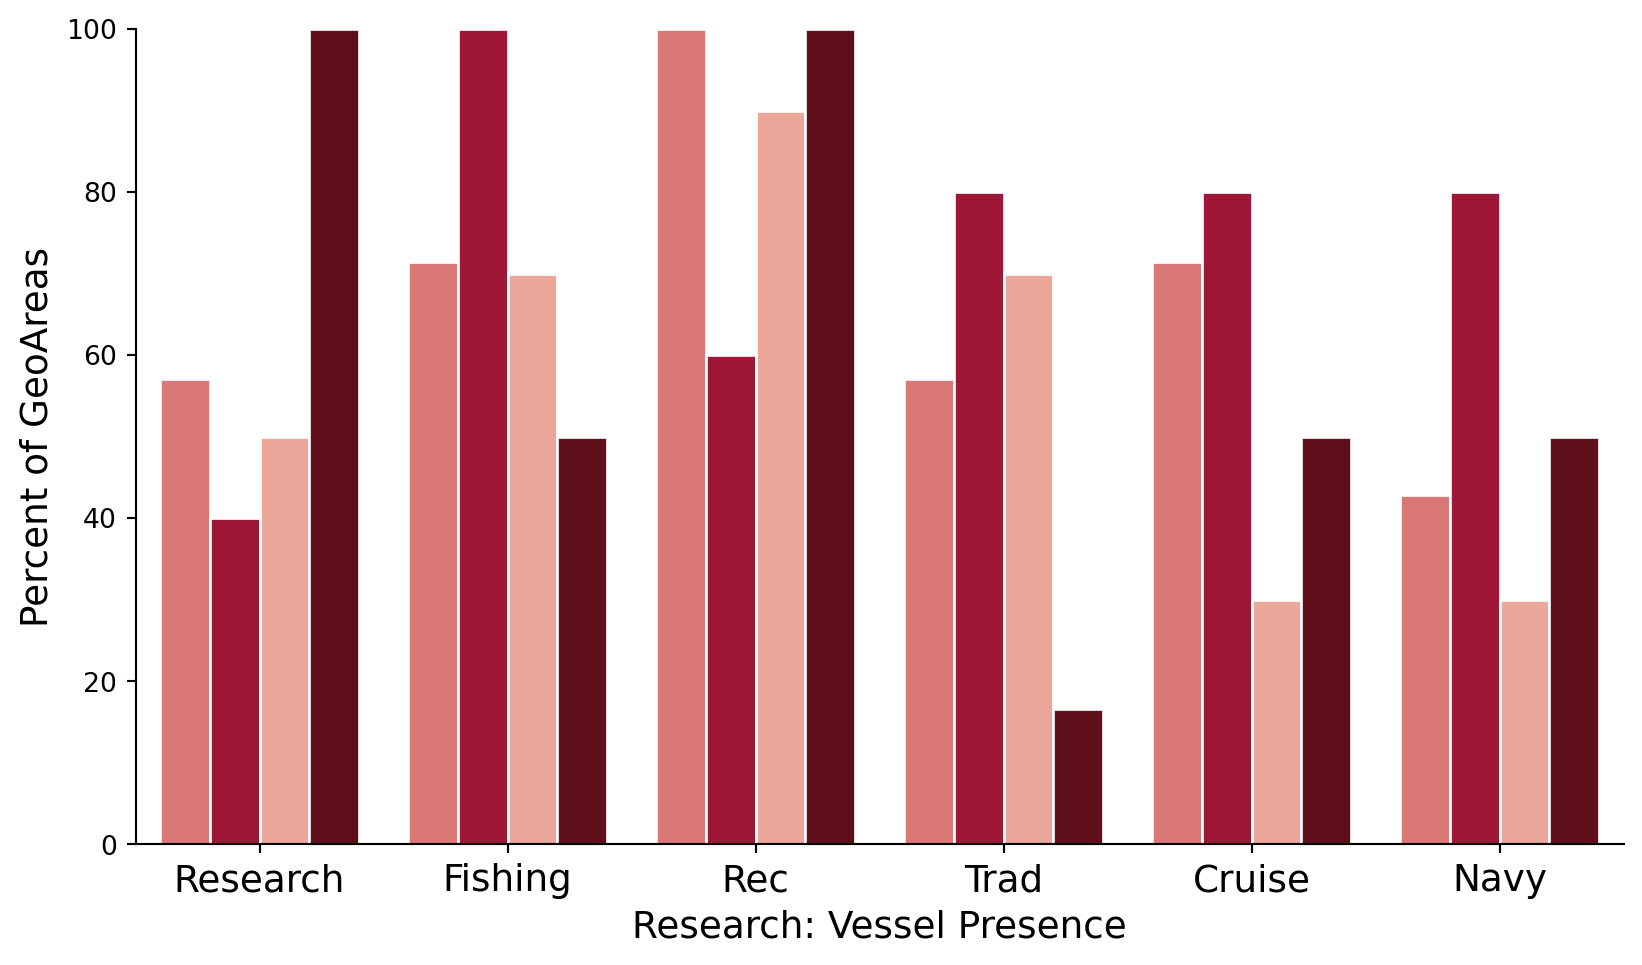 Percent of GeoAreas
100
80
60
40
20
0
Research Fishing Rec Trad Cruise Navy
Research: Vessel Presence